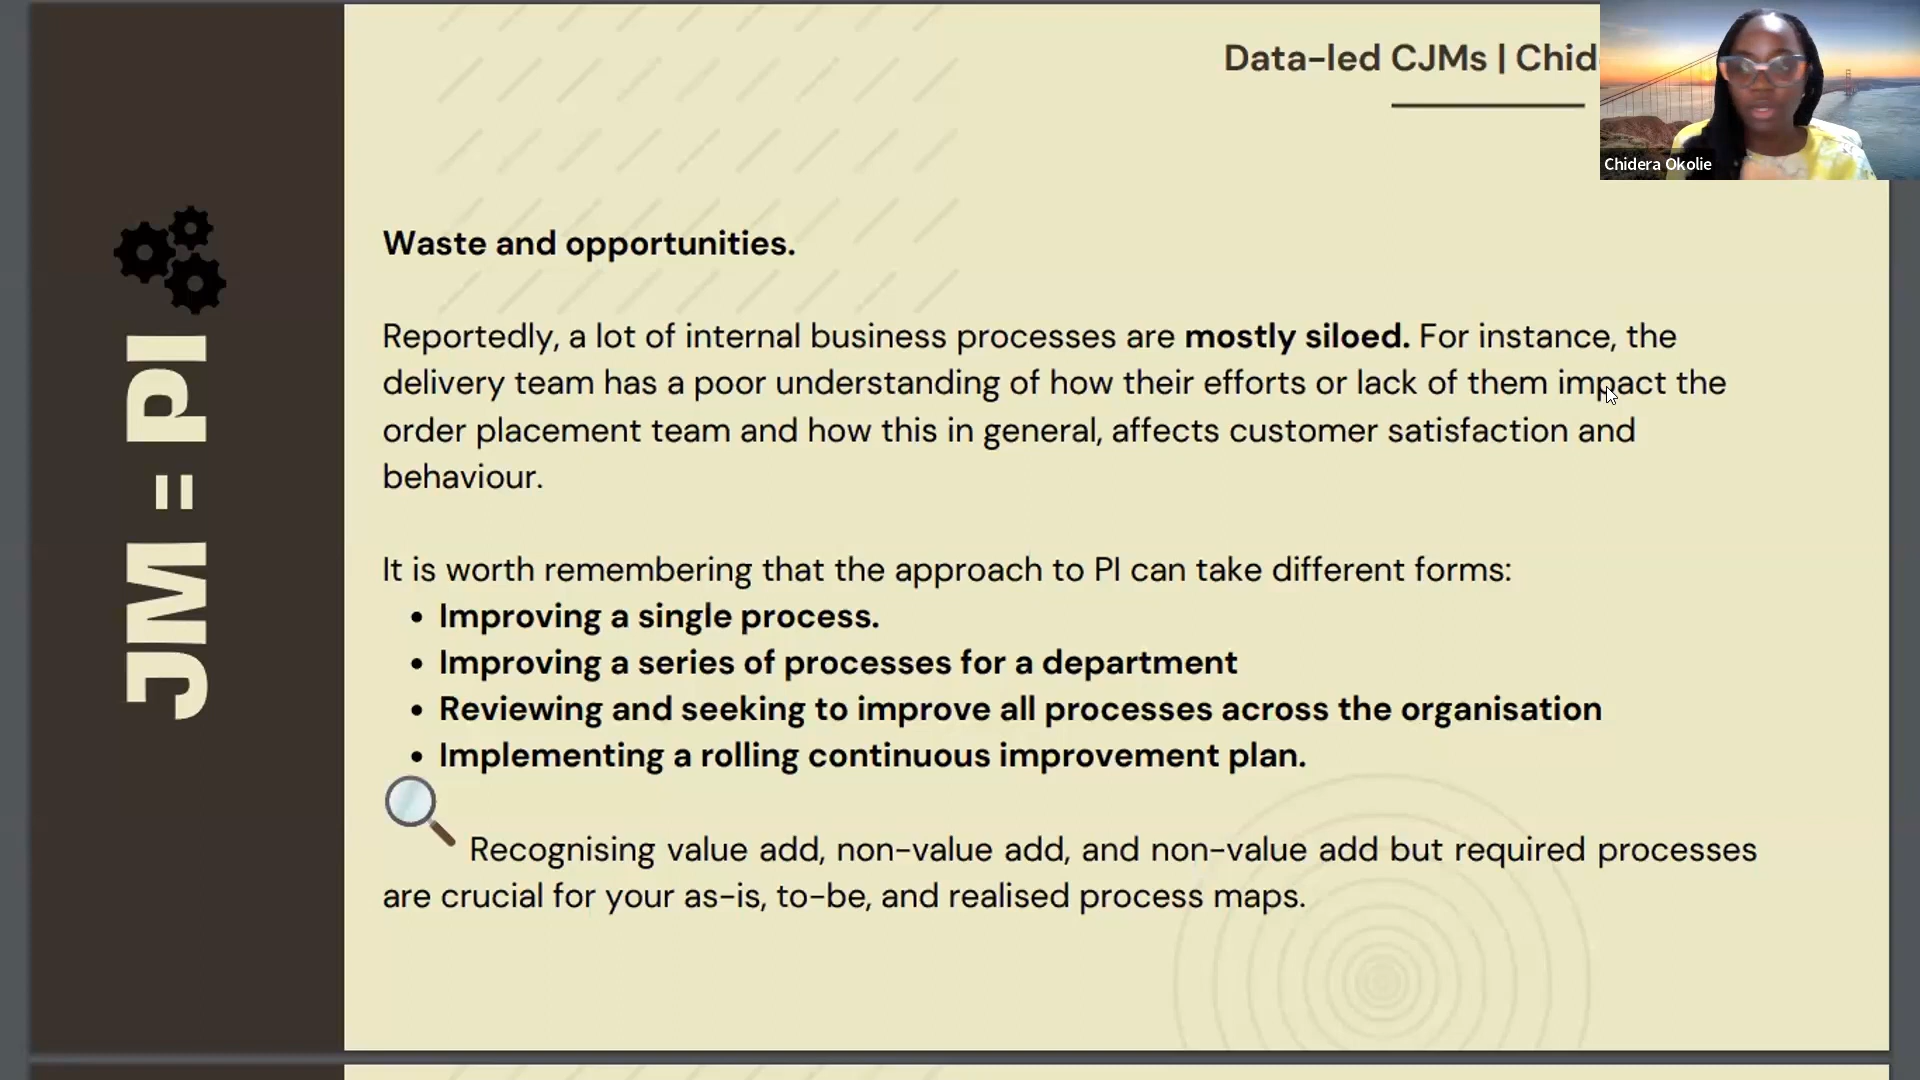 Data-led CJMs | Chid
Chidera Okolie
JM = PI
Waste and opportunities.
Reportedly, a lot of internal business processes are mostly siloed. For instance, the
delivery team has a poor understanding of how their efforts or lack of them impact the
order placement team and how this in general, affects customer satisfaction and
behaviour.
It is worth remembering that the approach to PI can take different forms:
• Improving a single process.
• Improving a series of processes for a department
• Reviewing and seeking to improve all processes across the organisation
• Implementing a rolling continuous improvement plan.
Recognising value add, non-value add, and non-value add but required processes
are crucial for your as-is, to-be, and realised process maps.